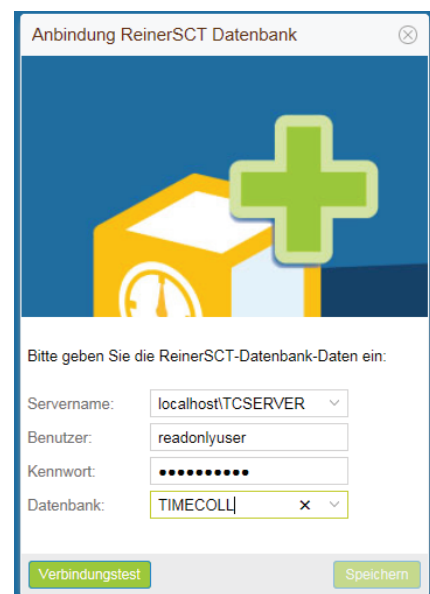 Anbindung ReinerSCT Datenbank
Bitte geben Sie die ReinerSCT-Datenbank-Daten ein:
Servername: localhost\TCSERVER
Benutzer: readonlyuser
Kennwort: ●●●●●●●●●●
Datenbank: TIMECOLL
Verbindungstest Speichern